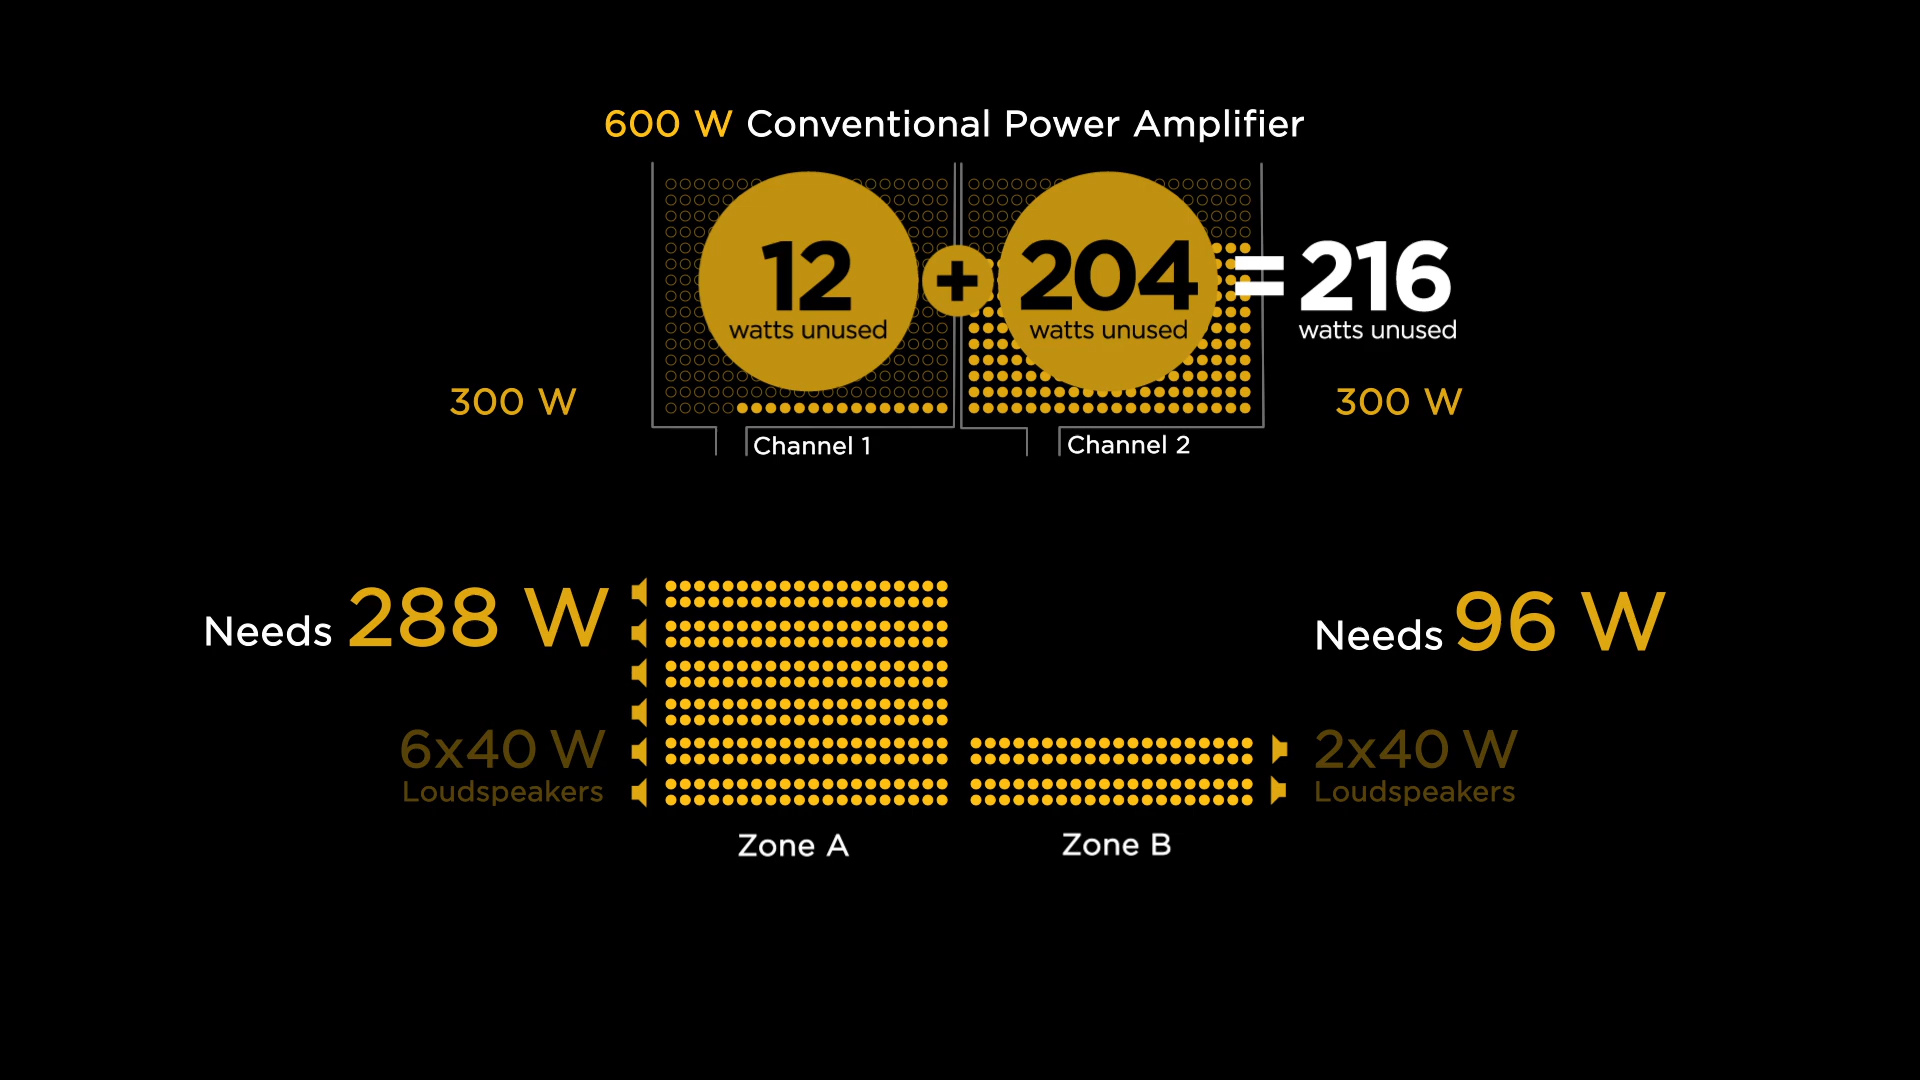 600 W Conventional Power Amplifier
12 + 204 = 216
watts unused watts unused watts unused
300 W 300 W
Channel 1 Channel 2
Needs 288 W Needs 96 W
6x40 W 2x40 W
Loudspeakers Loudspeakers
Zone A Zone B